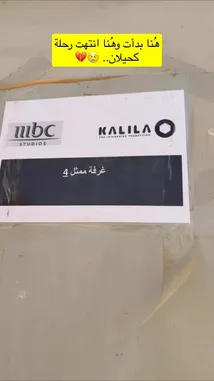 هُنا بدأت وهُنا انتهت رحلة
كحيلان.. 🥹💔
mbc
STUDIOS
KALILA
غرفة ممثل 4